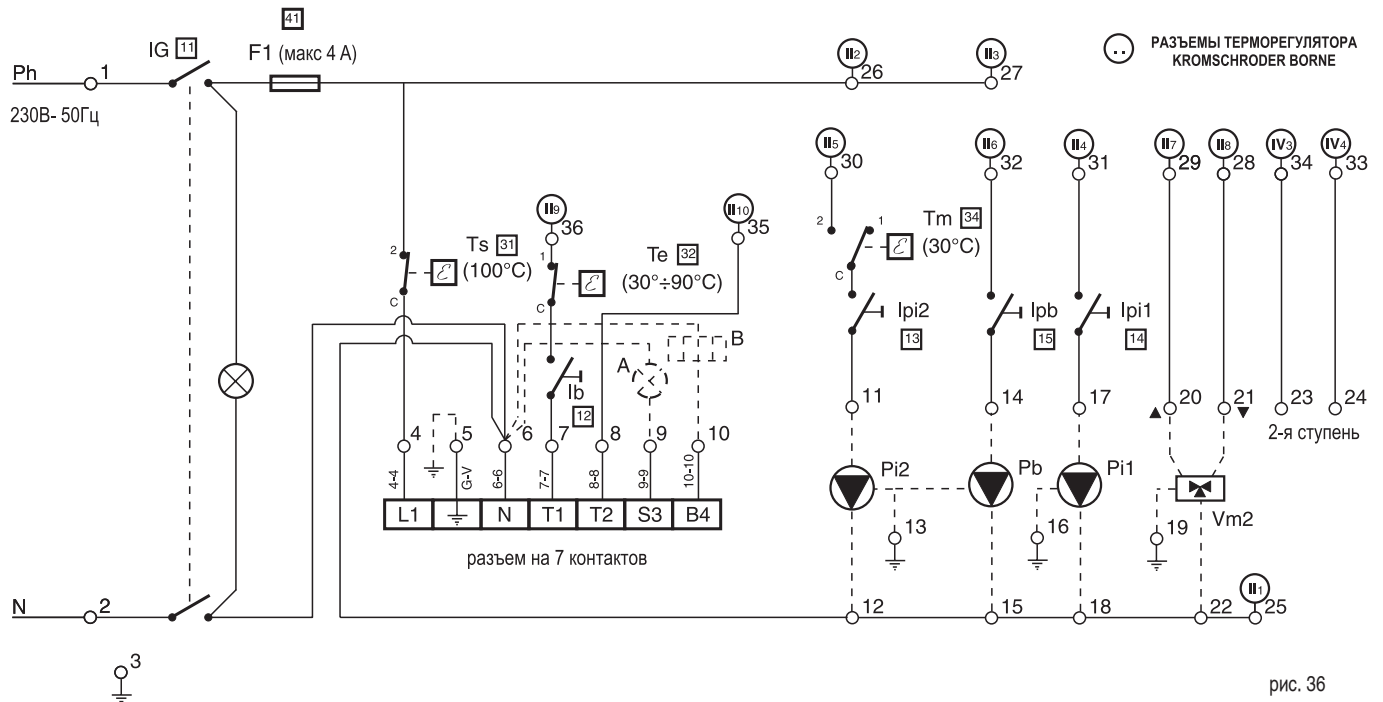 41
IG 11
F1 (макс 4 А)
II2
II3
..
РАЗЪЕМЫ ТЕРМОРЕГУЛЯТОРА
KROMSCHRODER BORNE
Ph
1
26
27
230В- 50Гц
II5
II6
II4
II7
II8
IV3
IV4
30
32
31
29
28
34
33
II9
II10
36
35
2
1
Tm 34
(30°C)
C
2
Ts 31
(100°C)
C
1
C
Te 32
(30°÷90°C)
Ipi2
13
Ipb
15
Ipi1
14
A
B
Ib
12
11
14
17
20
21
23
24
2-я ступень
4
5
6
7
8
9
10
4-4
G-V
6-6
7-7
8-8
9-9
10-10
L1
N
T1
T2
S3
B4
разъем на 7 контактов
Pi2
Pb
Pi1
Vm2
13
16
19
N
2
12
15
18
22
II1
25
3
рис. 36